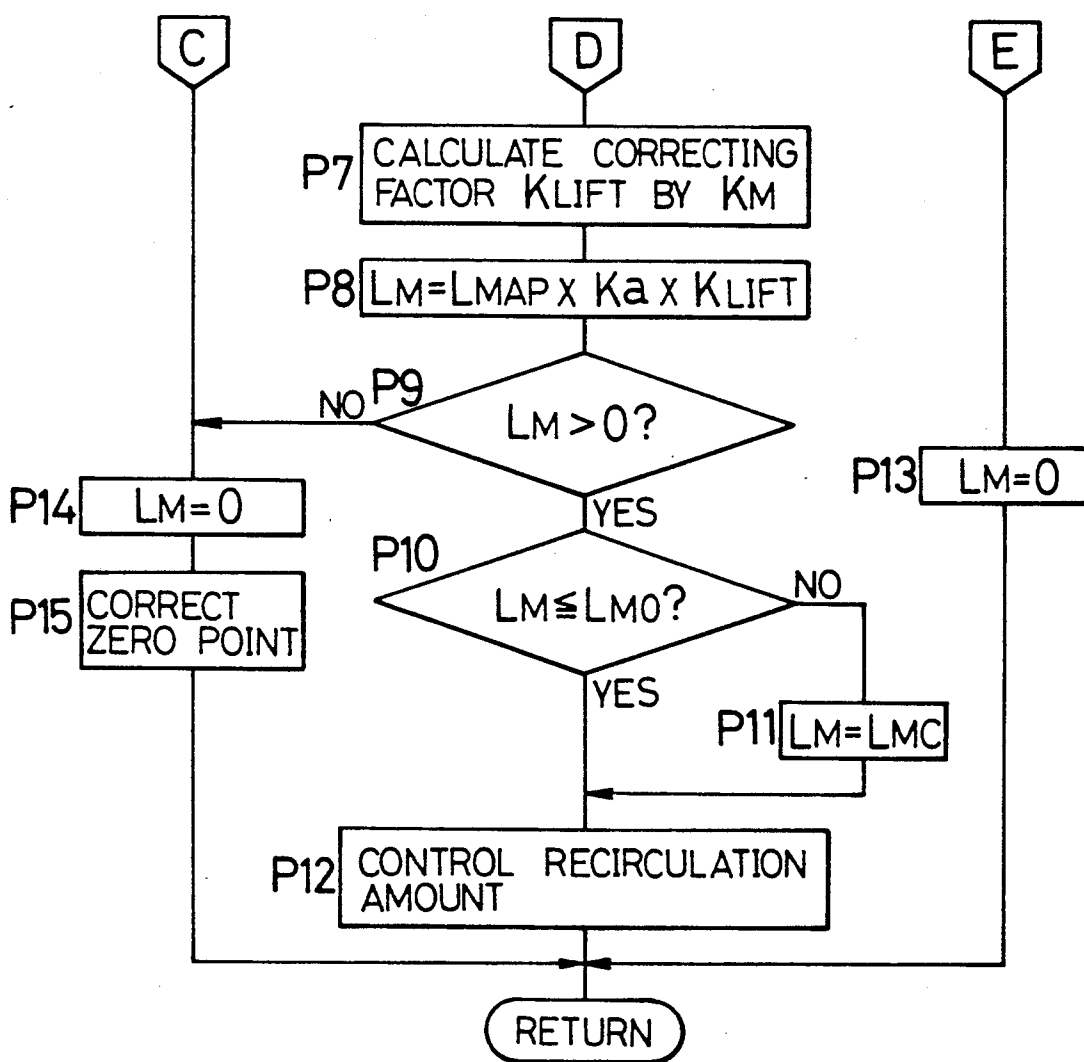 C
D
E
P7
CALCULATE CORRECTING
FACTOR KLIFT BY KM
P8
LM=LMAP X Ka X KLIFT
P9
NO
LM>0?
YES
P13
LM=0
P14
LM=0
P10
LM≦LM0?
NO
YES
P15
CORRECT
ZERO POINT
P11
LM=LMC
P12
CONTROL RECIRCULATION
AMOUNT
RETURN